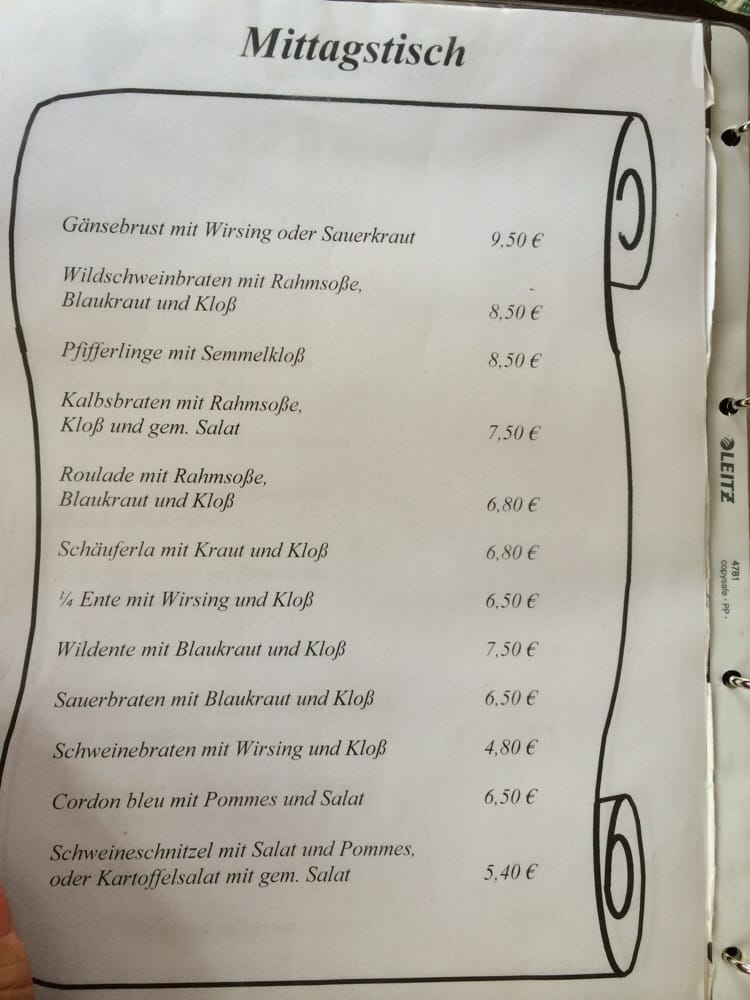 Mittagstisch
Gänsebrust mit Wirsing oder Sauerkraut 9,50 €
Wildschweinbraten mit Rahmsoße,
Blaukraut und Kloß 8,50 €
Pfifferlinge mit Semmelkloß 8,50 €
Kalbsbraten mit Rahmsoße,
Kloß und gem. Salat 7,50 €
Roulade mit Rahmsoße,
Blaukraut und Kloß 6,80 €
Schäuferla mit Kraut und Kloß 6,80 €
¼ Ente mit Wirsing und Kloß 6,50 €
Wildente mit Blaukraut und Kloß 7,50 €
Sauerbraten mit Blaukraut und Kloß 6,50 €
Schweinebraten mit Wirsing und Kloß 4,80 €
Cordon bleu mit Pommes und Salat 6,50 €
Schweineschnitzel mit Salat und Pommes,
oder Kartoffelsalat mit gem. Salat 5,40 €
LEITZ
4781
copysafe · PP ·